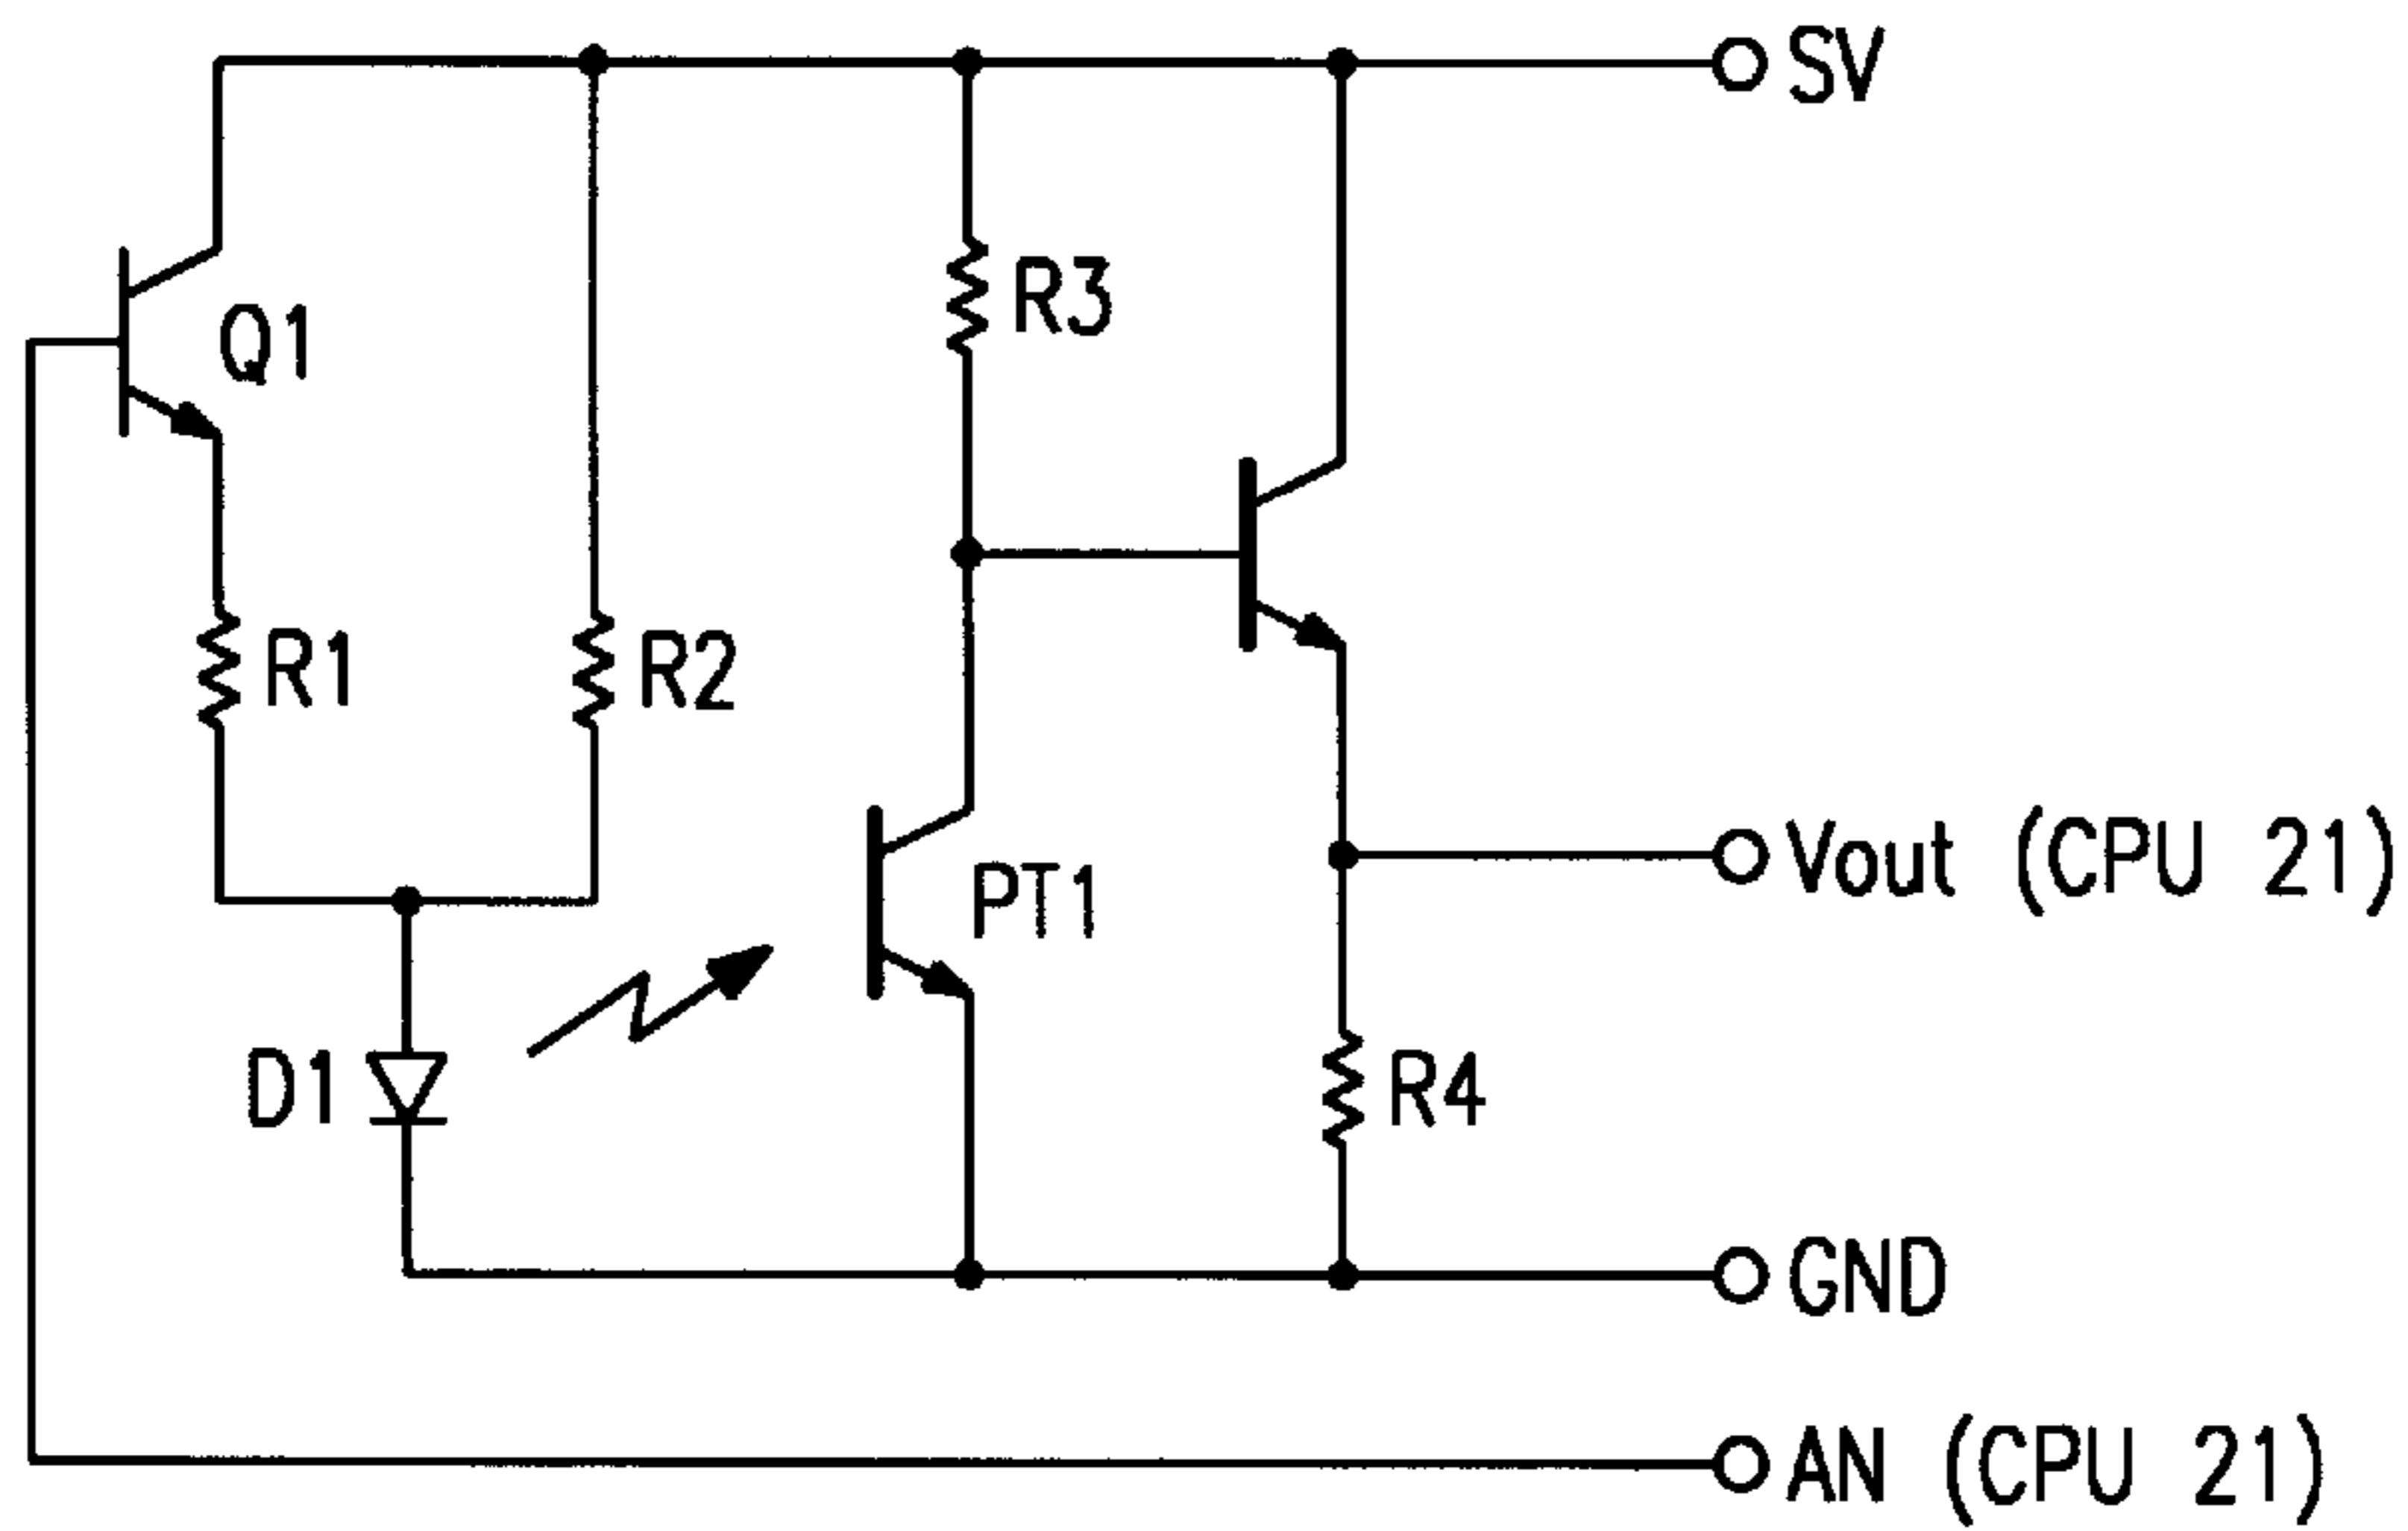 SV
Q1
R3
R1
R2
Vout (CPU 21)
PT1
D1
R4
GND
AN (CPU 21)